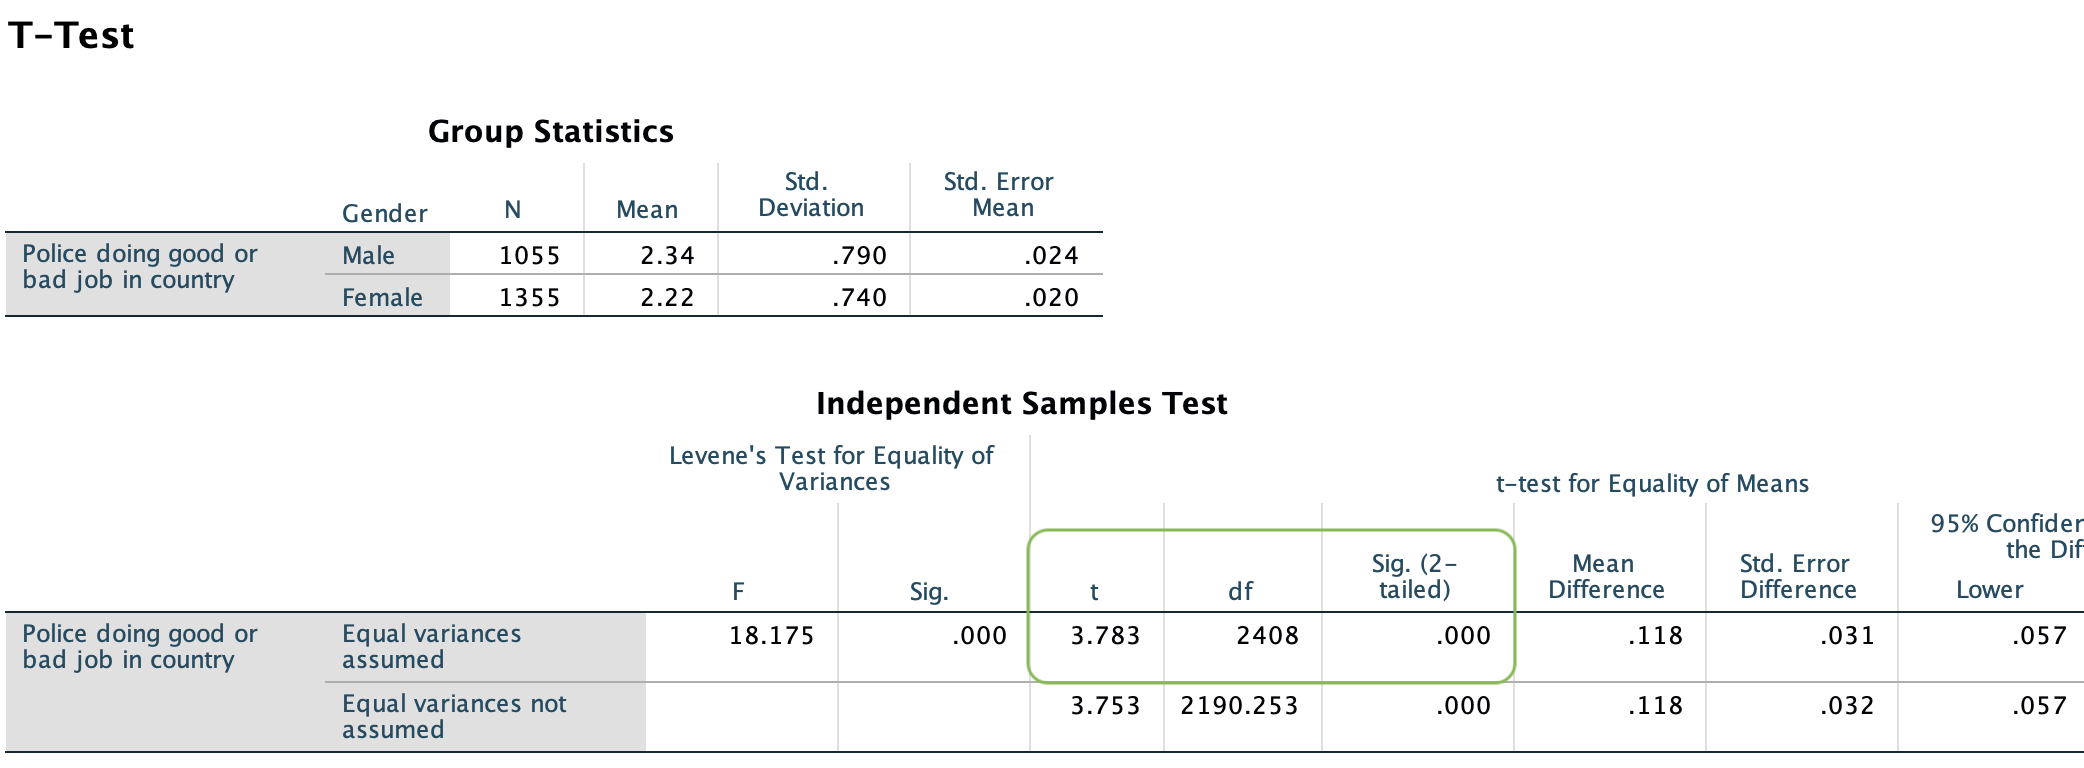 T-Test
Group Statistics
Gender N Mean Std. Deviation Std. Error Mean
Police doing good or bad job in country Male 1055 2.34 .790 .024
Female 1355 2.22 .740 .020
Independent Samples Test
Levene's Test for Equality of Variances
t-test for Equality of Means
95% Confiden
the Dif
F Sig. t df Sig. (2-tailed) Mean Difference Std. Error Difference Lower
Police doing good or bad job in country Equal variances assumed 18.175 .000 3.783 2408 .000 .118 .031 .057
Equal variances not assumed 3.753 2190.253 .000 .118 .032 .057